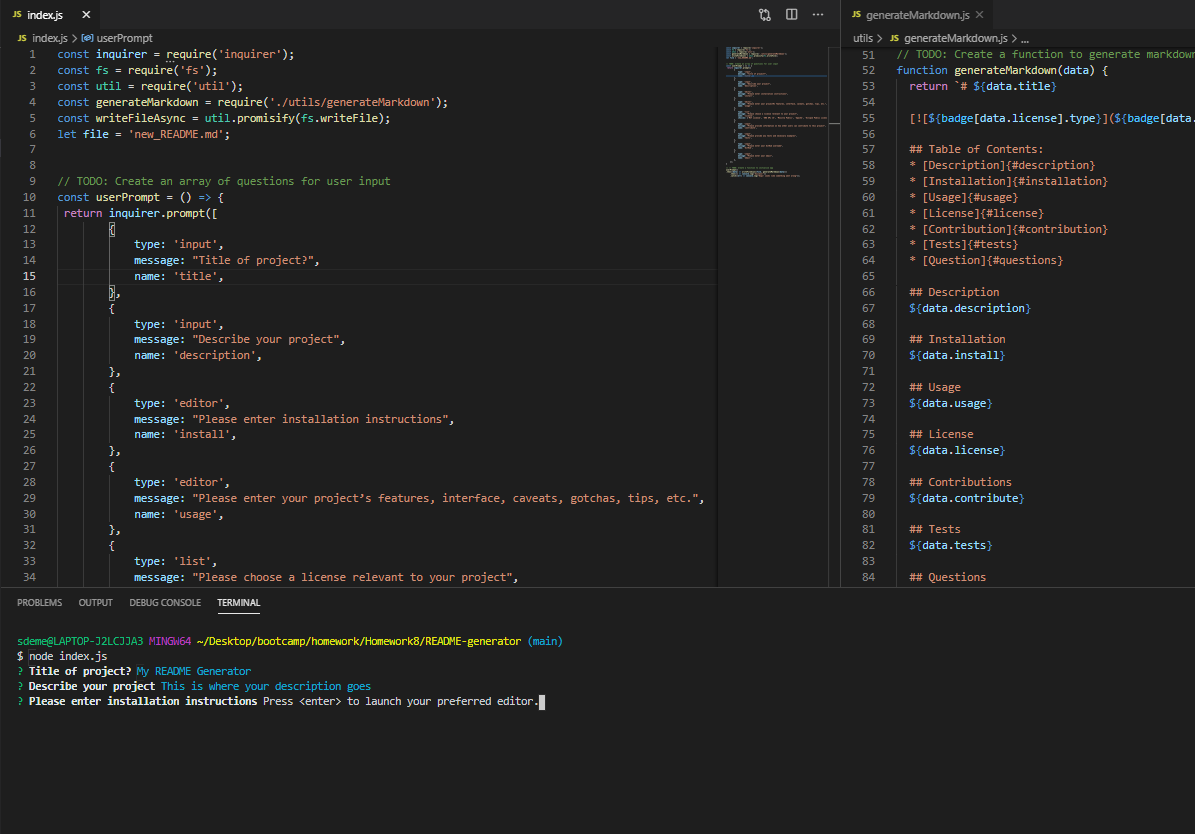 JS index.js ×
JS index.js > userPrompt
1 const inquirer = require('inquirer');
2 const fs = require('fs');
3 const util = require('util');
4 const generateMarkdown = require('./utils/generateMarkdown');
5 const writeFileAsync = util.promisify(fs.writeFile);
6 let file = 'new_README.md';
7
8
9 // TODO: Create an array of questions for user input
10 const userPrompt = () => {
11 return inquirer.prompt([
12 {
13 type: 'input',
14 message: "Title of project?",
15 name: 'title',
16 },
17 {
18 type: 'input',
19 message: "Describe your project",
20 name: 'description',
21 },
22 {
23 type: 'editor',
24 message: "Please enter installation instructions",
25 name: 'install',
26 },
27 {
28 type: 'editor',
29 message: "Please enter your project’s features, interface, caveats, gotchas, tips, etc.",
30 name: 'usage',
31 },
32 {
33 type: 'list',
34 message: "Please choose a license relevant to your project",
JS generateMarkdown.js ×
utils > JS generateMarkdown.js > ...
51 // TODO: Create a function to generate markdown
52 function generateMarkdown(data) {
53 return `# ${data.title}
54
55 [![${badge[data.license].type}](${badge[data.
56
57 ## Table of Contents:
58 * [Description]{#description}
59 * [Installation]{#installation}
60 * [Usage]{#usage}
61 * [License]{#license}
62 * [Contribution]{#contribution}
63 * [Tests]{#tests}
64 * [Question]{#questions}
65
66 ## Description
67 ${data.description}
68
69 ## Installation
70 ${data.install}
71
72 ## Usage
73 ${data.usage}
74
75 ## License
76 ${data.license}
77
78 ## Contributions
79 ${data.contribute}
80
81 ## Tests
82 ${data.tests}
83
84 ## Questions
PROBLEMS OUTPUT DEBUG CONSOLE TERMINAL
sdeme@LAPTOP-J2LCJJA3 MINGW64 ~/Desktop/bootcamp/homework/Homework8/README-generator (main)
$ node index.js
? Title of project? My README Generator
? Describe your project This is where your description goes
? Please enter installation instructions Press <enter> to launch your preferred editor.